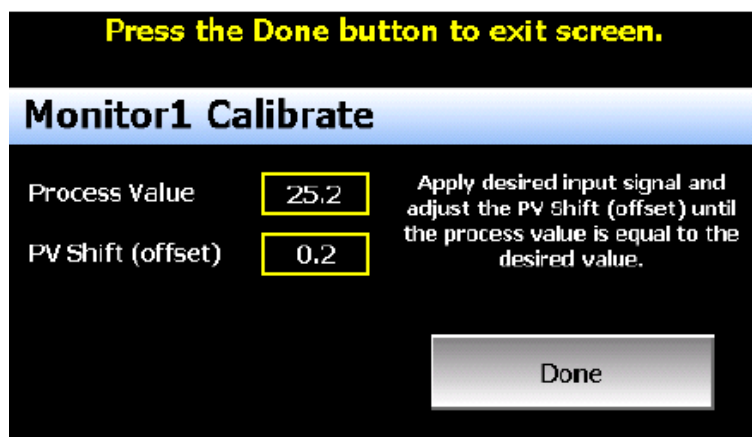 Press the Done button to exit screen.
Monitor1 Calibrate
Process Value 25.2
PV Shift (offset) 0.2
Apply desired input signal and
adjust the PV Shift (offset) until
the process value is equal to the
desired value.
Done